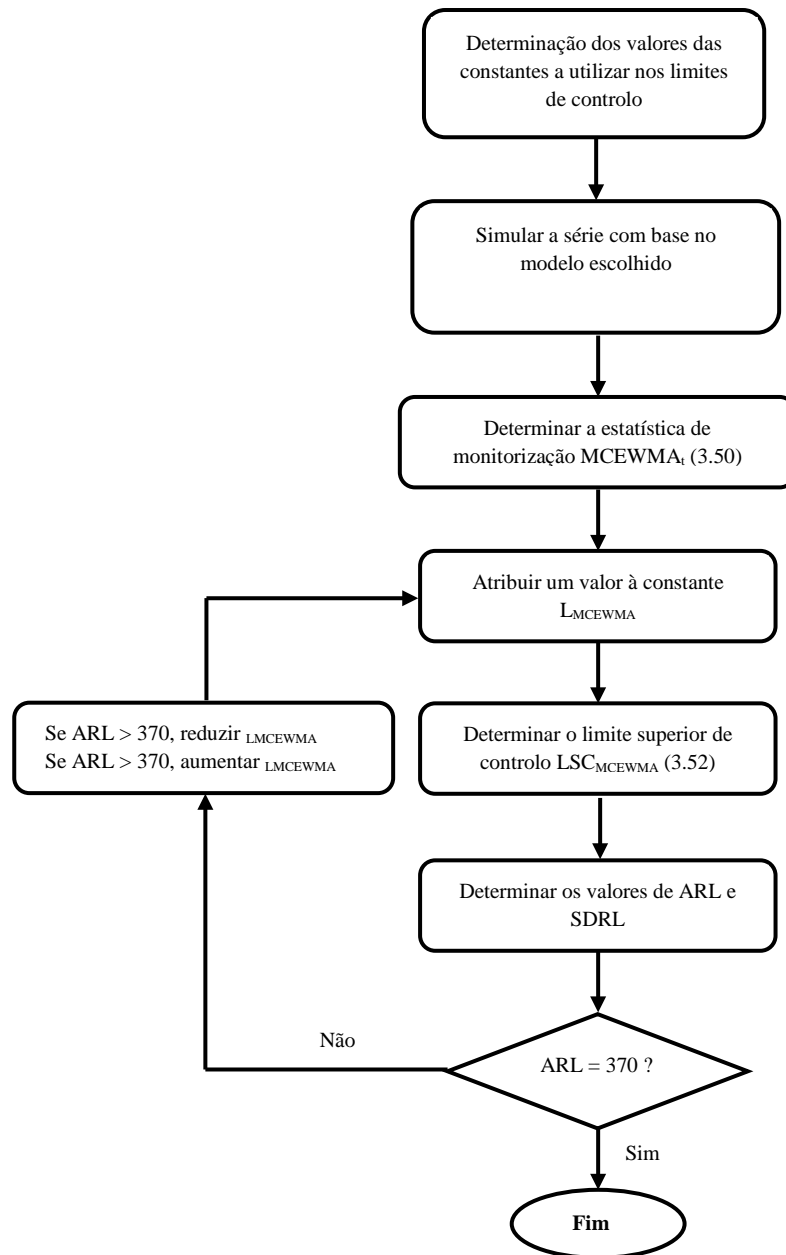 Determinação dos valores das
constantes a utilizar nos limites
de controlo
Simular a série com base no
modelo escolhido
Determinar a estatística de
monitorização MCEWMAt (3.50)
Atribuir um valor à constante
LMCEWMA
Se ARL > 370, reduzir LMCEWMA
Se ARL > 370, aumentar LMCEWMA
Determinar o limite superior de
controlo LSCMCEWMA (3.52)
Determinar os valores de ARL e
SDRL
Não
ARL = 370 ?
Sim
Fim